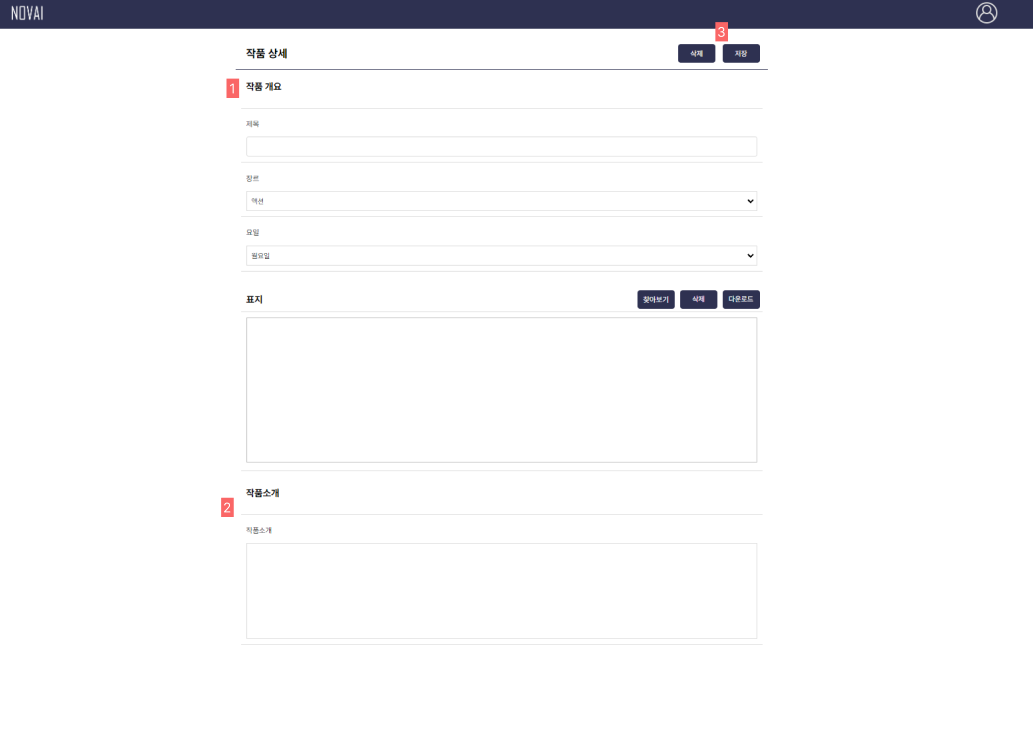 NOVAI
3
작품 상세
삭제
저장
1
작품 개요
제목
장르
액션
요일
월요일
표지
찾아보기
삭제
다운로드
작품소개
2
작품소개